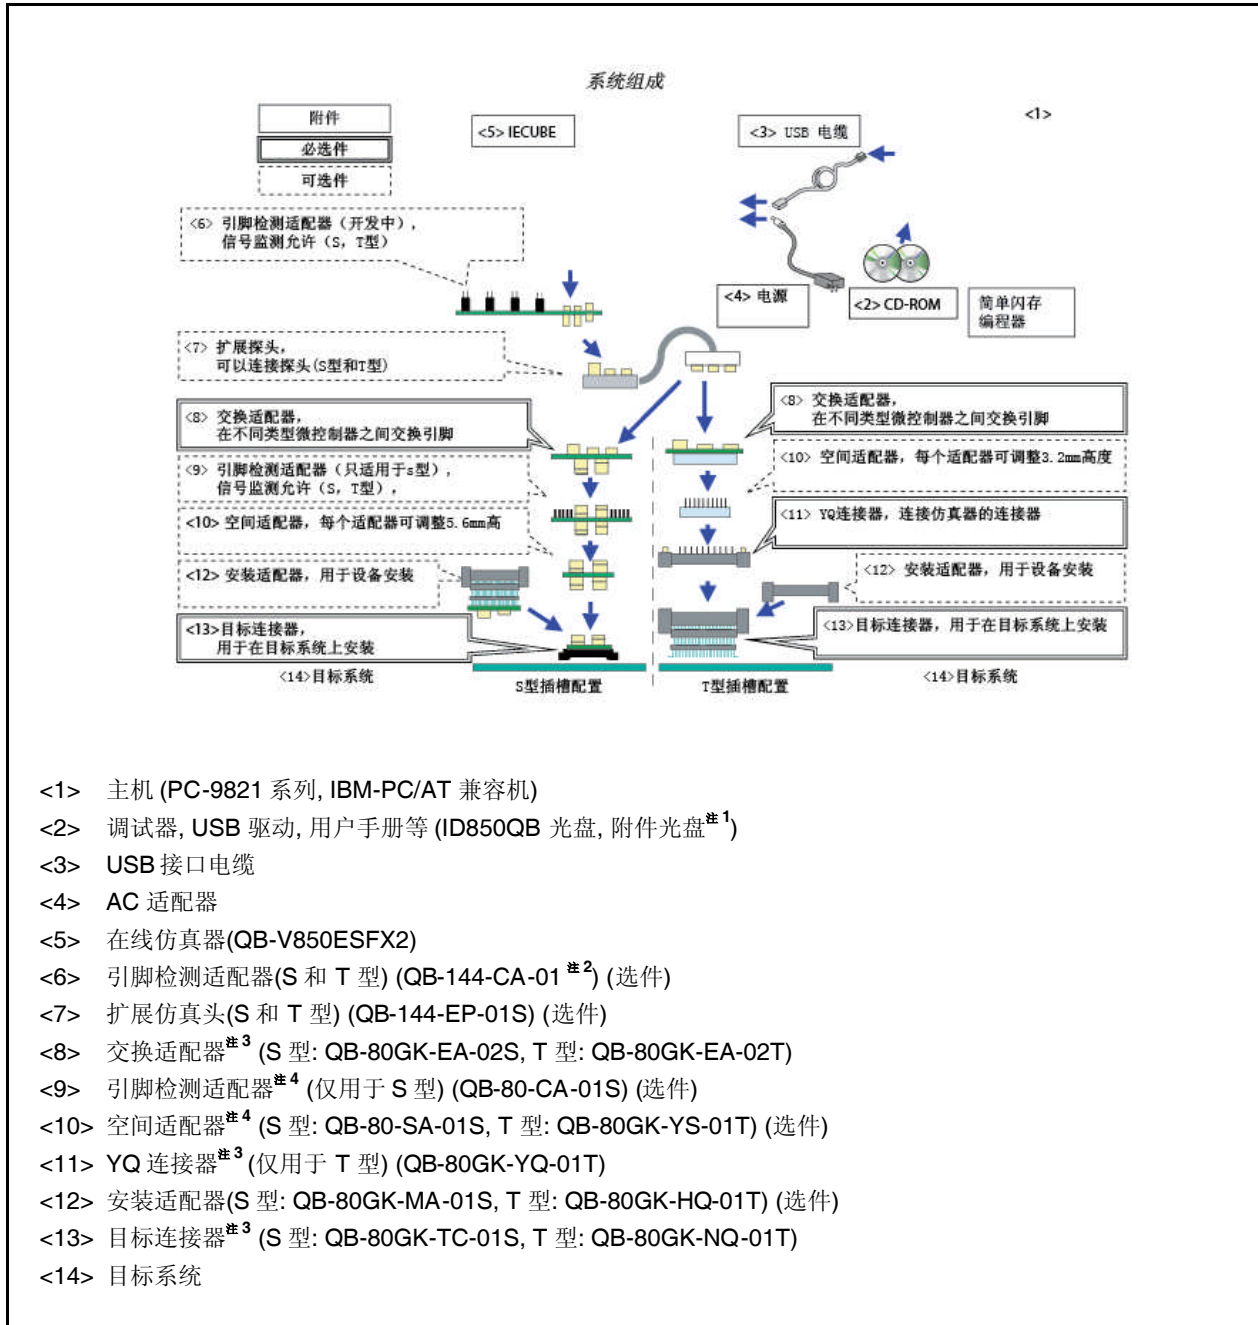 系统组成
附件
必选件
可选件
<5> IECUBE
<3> USB 电缆
<1>
<6> 引脚检测适配器（开发中），
信号监测允许（S，T型）
<4> 电源
<2> CD-ROM
简单闪存
编程器
<7> 扩展探头，
可以连接探头(S型和T型)
<8> 交换适配器，
在不同类型微控制器之间交换引脚
<8> 交换适配器，
在不同类型微控制器之间交换引脚
<9> 引脚检测适配器（只适用于s型），
信号监测允许（S，T型），
<10> 空间适配器，每个适配器可调整3.2mm高度
<10> 空间适配器，每个适配器可调整5.6mm高
<11> YQ连接器，连接仿真器的连接器
<12> 安装适配器，用于设备安装
<12> 安装适配器，用于设备安装
<13>目标连接器，
用于在目标系统上安装
<13>目标连接器，用于在目标系统上安装
<14>目标系统
S型插槽配置
T型插槽配置
<14>目标系统
<1> 主机 (PC-9821 系列, IBM-PC/AT 兼容机)
<2> 调试器, USB 驱动, 用户手册等 (ID850QB 光盘, 附件光盘注 1)
<3> USB 接口电缆
<4> AC 适配器
<5> 在线仿真器(QB-V850ESFX2)
<6> 引脚检测适配器(S 和 T 型) (QB-144-CA-01 注 2) (选件)
<7> 扩展仿真头(S 和 T 型) (QB-144-EP-01S) (选件)
<8> 交换适配器注 3 (S 型: QB-80GK-EA-02S, T 型: QB-80GK-EA-02T)
<9> 引脚检测适配器注 4 (仅用于 S 型) (QB-80-CA-01S) (选件)
<10> 空间适配器注 4 (S 型: QB-80-SA-01S, T 型: QB-80GK-YS-01T) (选件)
<11> YQ 连接器注 3 (仅用于 T 型) (QB-80GK-YQ-01T)
<12> 安装适配器(S 型: QB-80GK-MA-01S, T 型: QB-80GK-HQ-01T) (选件)
<13> 目标连接器注 3 (S 型: QB-80GK-TC-01S, T 型: QB-80GK-NQ-01T)
<14> 目标系统